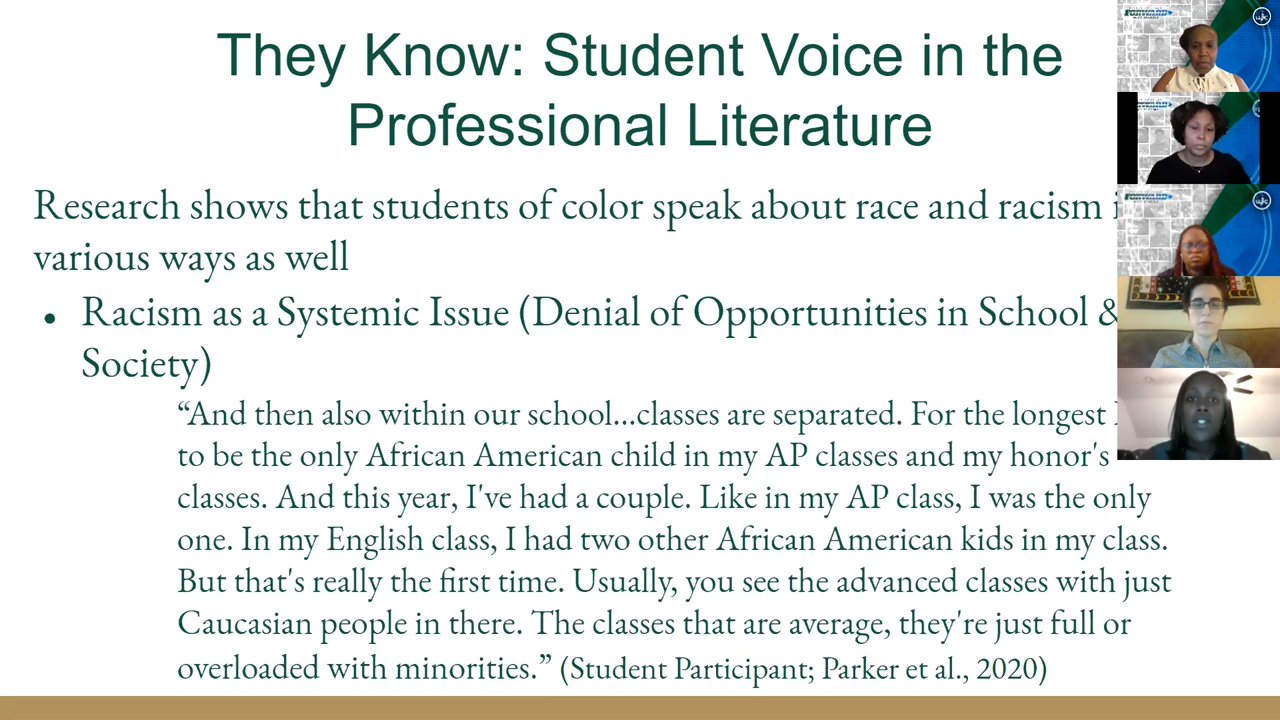 They Know: Student Voice in the
Professional Literature
Research shows that students of color speak about race and racism
various ways as well
• Racism as a Systemic Issue (Denial of Opportunities in School &
Society)
“And then also within our school...classes are separated. For the longest
to be the only African American child in my AP classes and my honor's
classes. And this year, I've had a couple. Like in my AP class, I was the only
one. In my English class, I had two other African American kids in my class.
But that's really the first time. Usually, you see the advanced classes with just
Caucasian people in there. The classes that are average, they're just full or
overloaded with minorities.” (Student Participant; Parker et al., 2020)
FORWARD
FORWARD
FORWARD